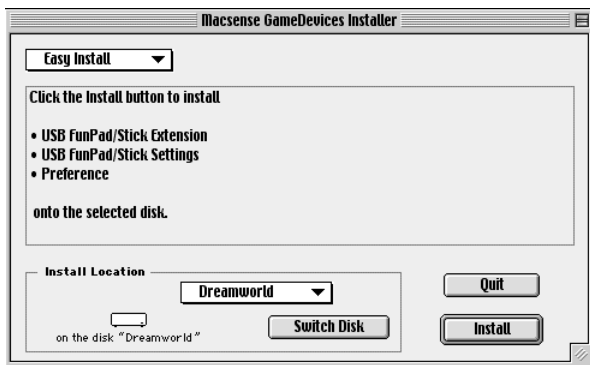 Macsense GameDevices Installer
Easy Install
Click the Install button to install
• USB FunPad/Stick Extension
• USB FunPad/Stick Settings
• Preference
onto the selected disk.
Install Location
Dreamworld
Quit
on the disk "Dreamworld"
Switch Disk
Install